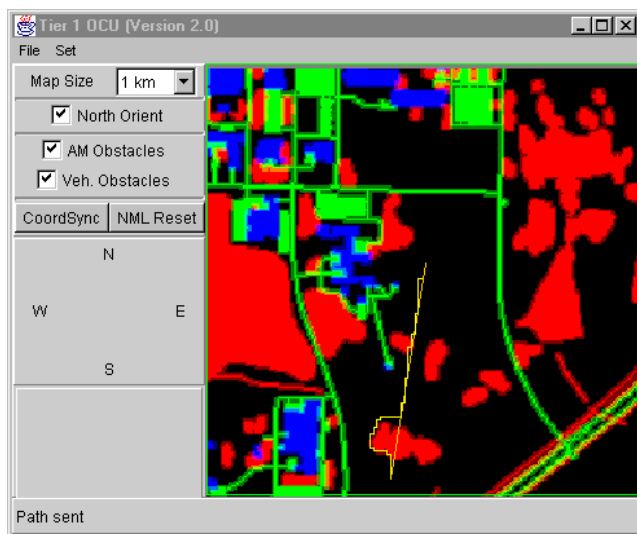 Tier 1 OCU (Version 2.0)
File Set
Map Size 1 km
North Orient
AM Obstacles
Veh. Obstacles
CoordSync NML Reset
N
W E
S
Path sent